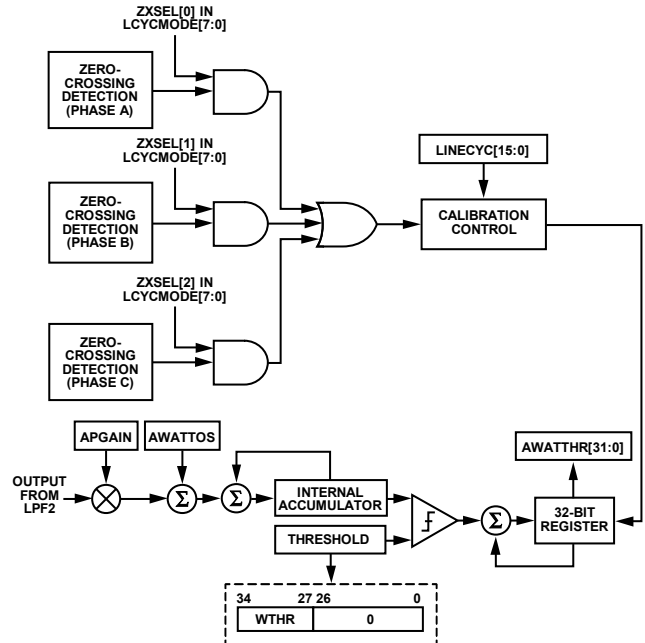 ZXSEL[0] IN
LCYCMODE[7:0]
ZERO-
CROSSING
DETECTION
(PHASE A)
ZXSEL[1] IN
LCYCMODE[7:0]
LINECYC[15:0]
ZERO-
CROSSING
DETECTION
(PHASE B)
CALIBRATION
CONTROL
ZXSEL[2] IN
LCYCMODE[7:0]
ZERO-
CROSSING
DETECTION
(PHASE C)
APGAIN
AWATTOS
AWATTHR[31:0]
OUTPUT
FROM
LPF2
Σ
Σ
INTERNAL
ACCUMULATOR
Σ
32-BIT
REGISTER
THRESHOLD
34 27 26 0
WTHR 0